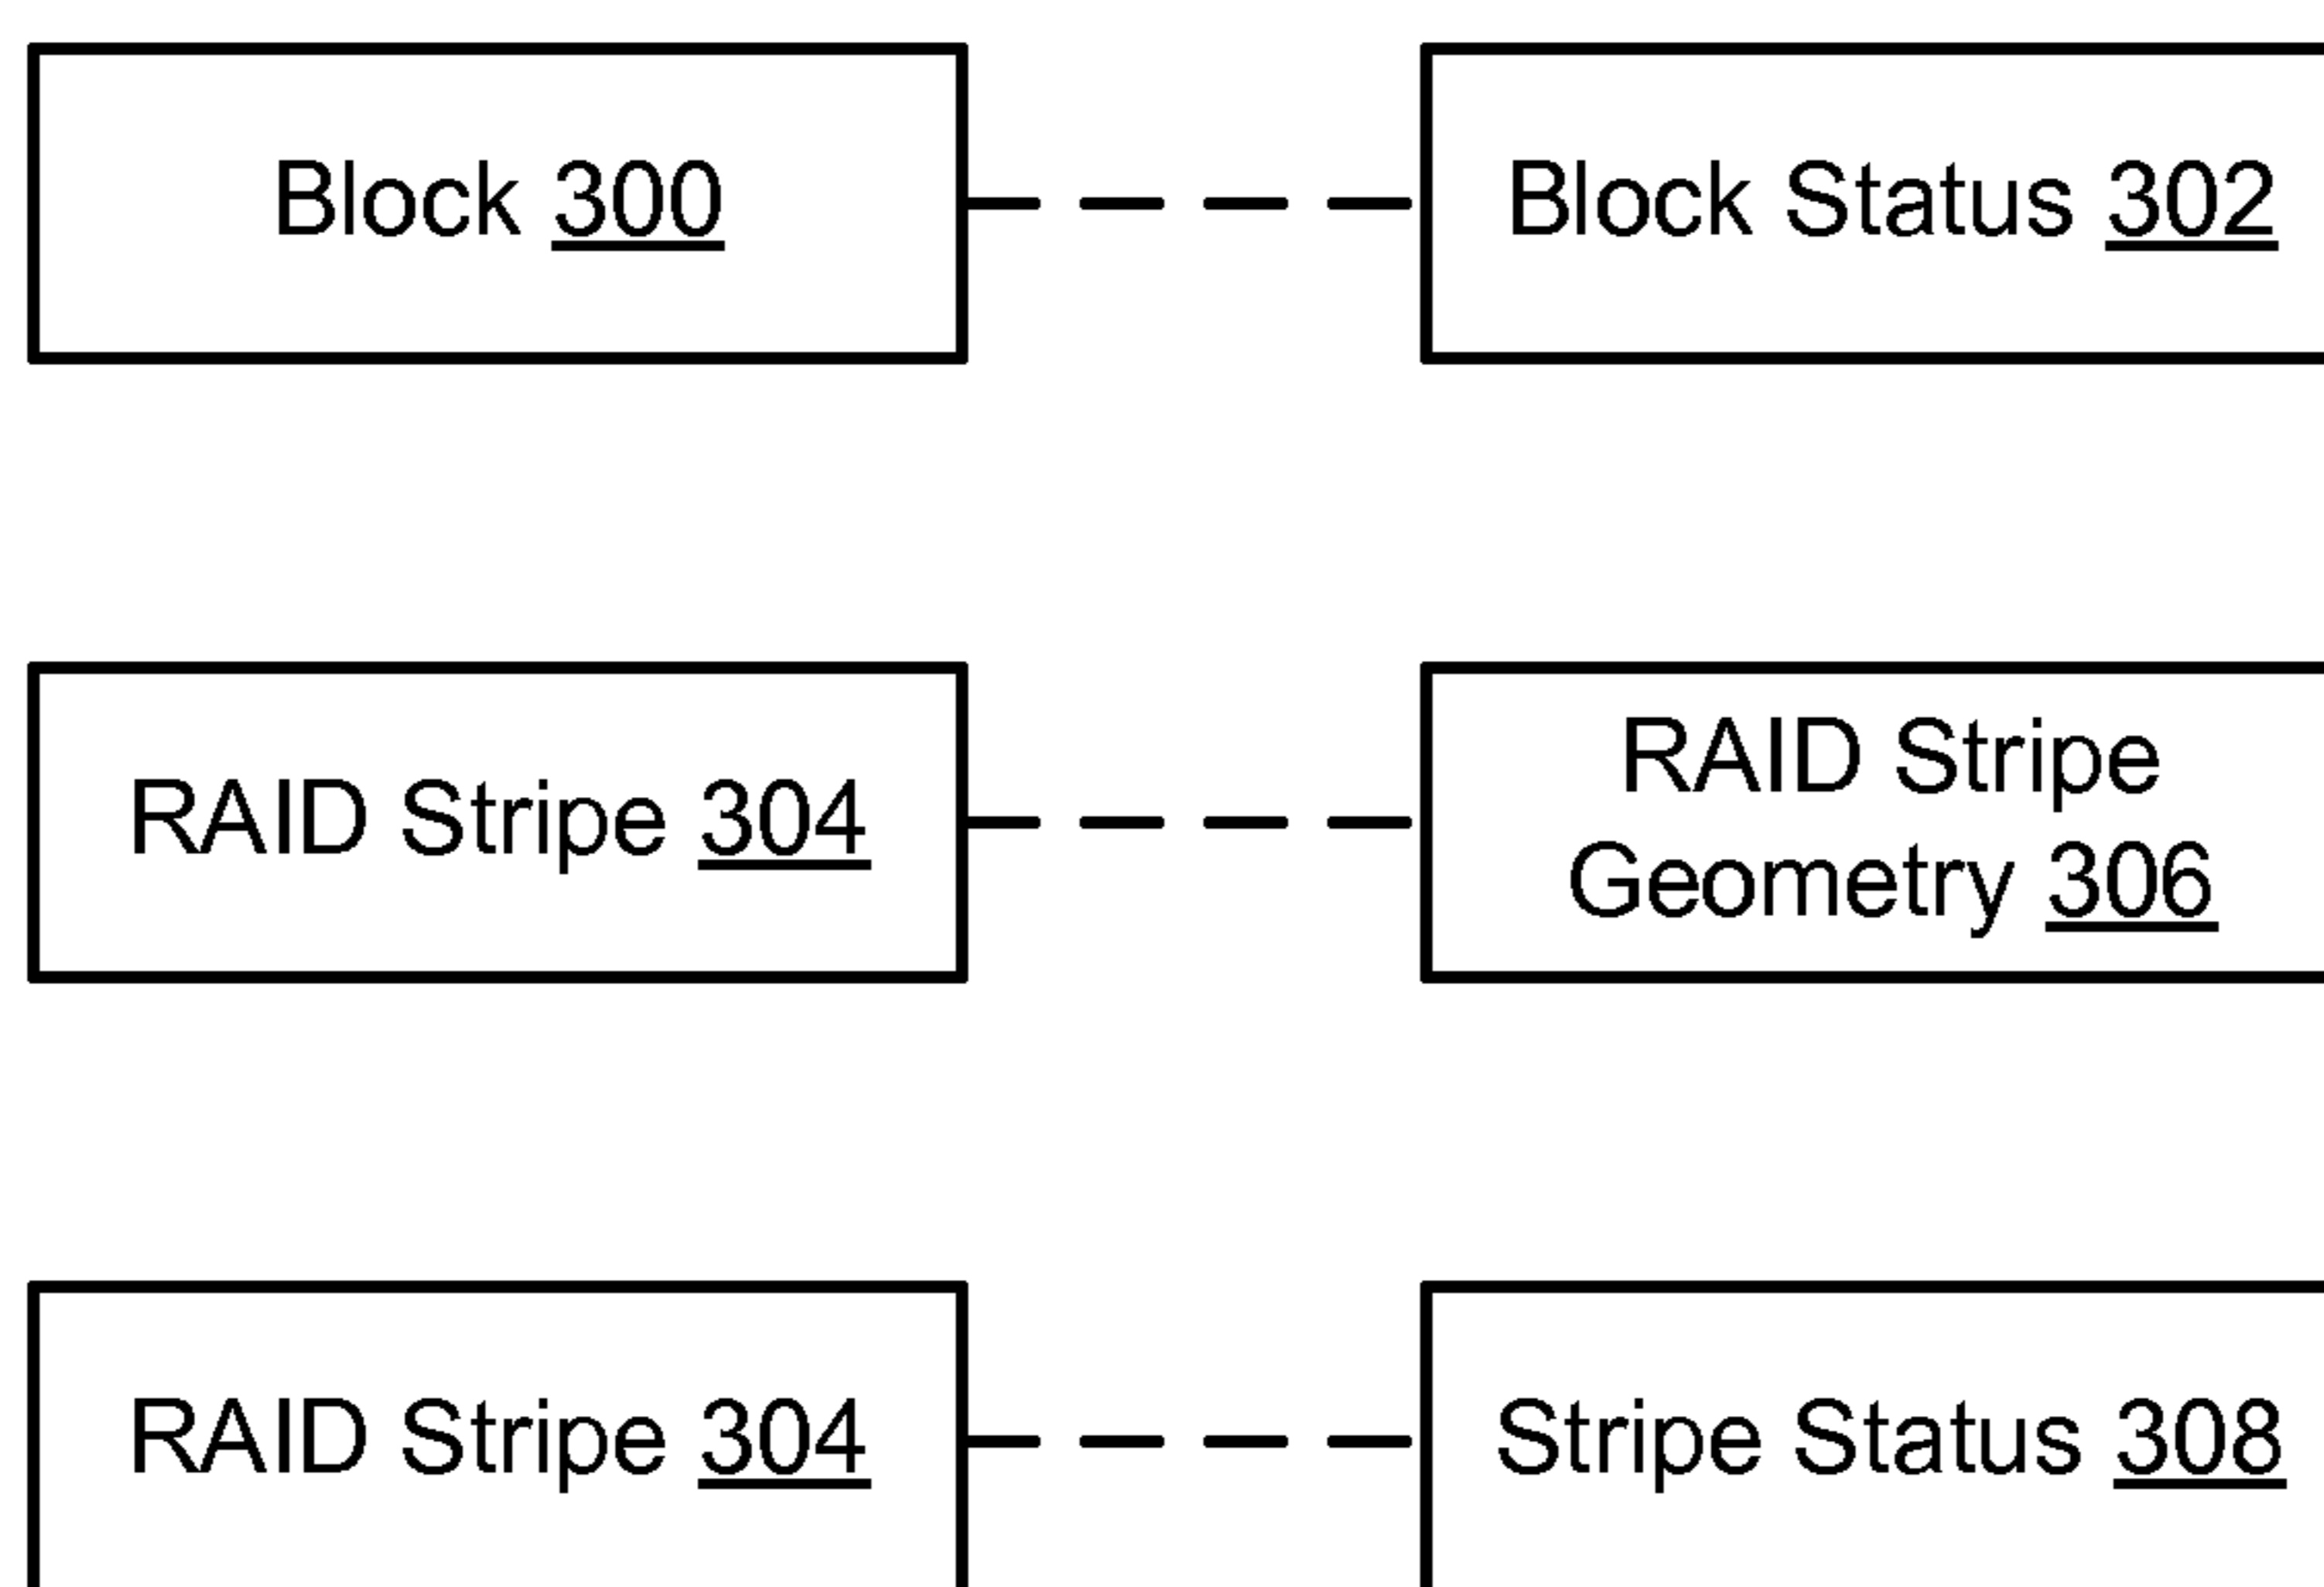 Block 300
Block Status 302
RAID Stripe 304
RAID Stripe
Geometry 306
RAID Stripe 304
Stripe Status 308